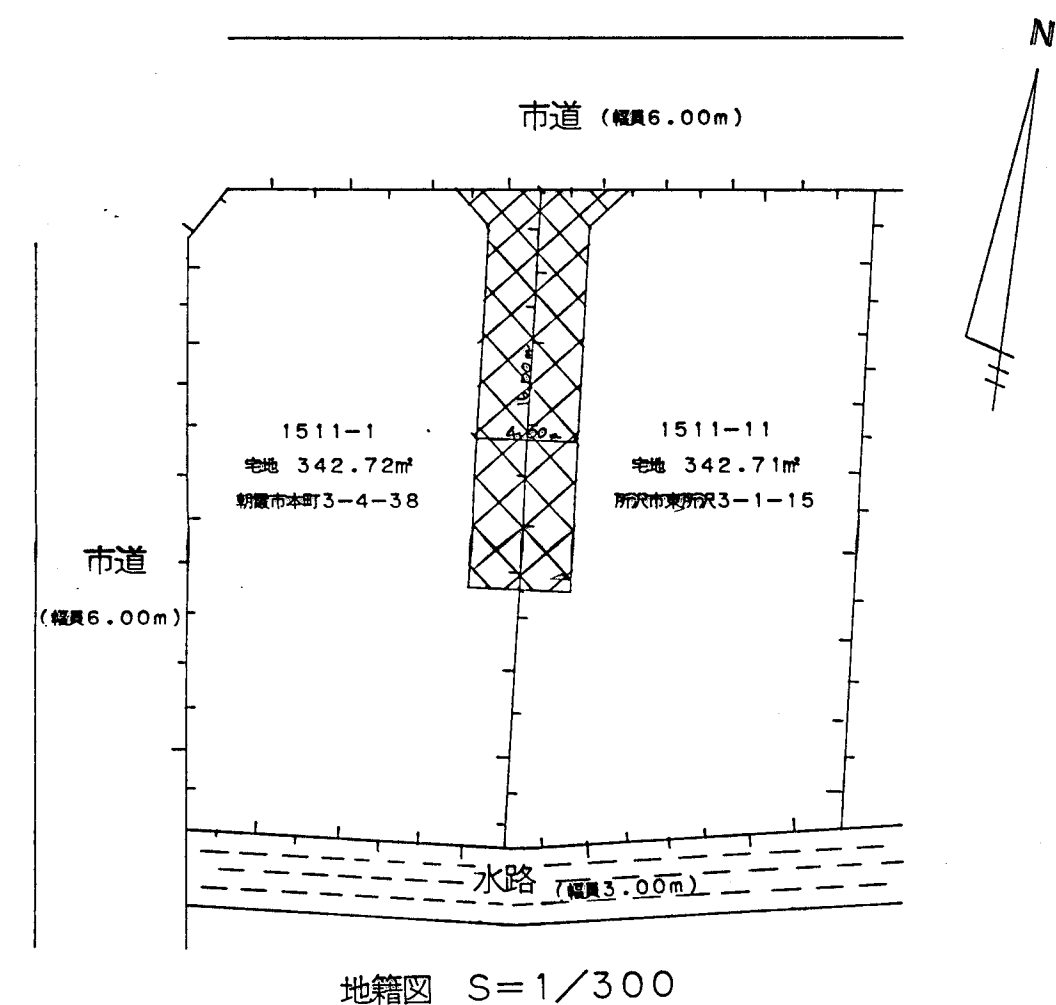 N
市道 (幅員6.00m)
16.500m
4.50m
1511-1
宅地 342.72㎡
朝霞市本町3-4-38
1511-11
宅地 342.71㎡
所沢市東所沢3-1-15
市道
(幅員6.00m)
水路 (幅員3.00m)
地籍図 S=1/300